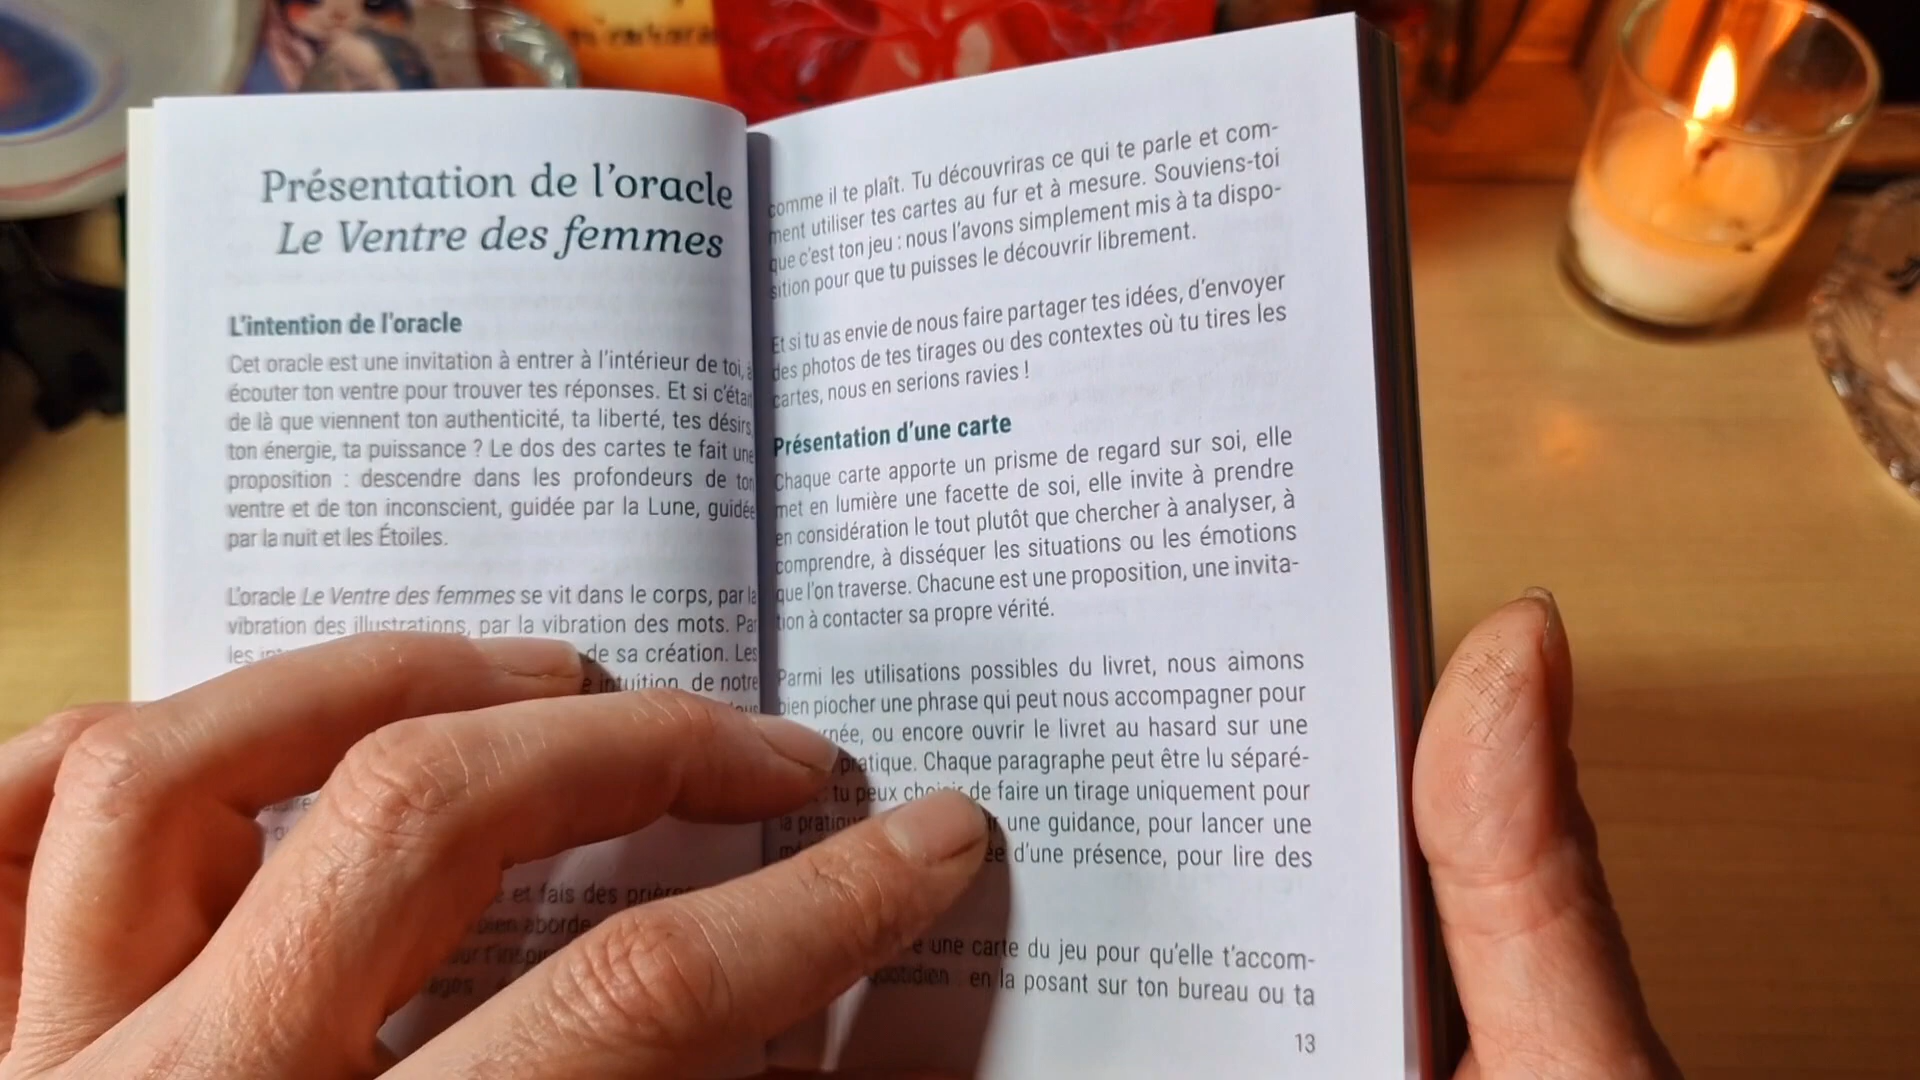 Présentation de l'oracle
Le Ventre des femmes
L'intention de l'oracle
Cet oracle est une invitation à entrer à l'intérieur de toi, à
écouter ton ventre pour trouver tes réponses. Et si c'étai
de là que viennent ton authenticité, ta liberté, tes désirs,
ton énergie, ta puissance ? Le dos des cartes te fait une
proposition : descendre dans les profondeurs de ton
ventre et de ton inconscient, guidée par la Lune, guidée
par la nuit et les Étoiles.
L'oracle Le Ventre des femmes se vit dans le corps, par la
vibration des illustrations, par la vibration des mots. Par
les de sa création. Les
intuition, de notre
et fais des prières
bien aborde
comme il te plaît. Tu découvriras ce qui te parle et com-
ment utiliser tes cartes au fur et à mesure. Souviens-toi
que c'est ton jeu : nous l'avons simplement mis à ta dispo-
sition pour que tu puisses le découvrir librement.
Et si tu as envie de nous faire partager tes idées, d'envoyer
des photos de tes tirages ou des contextes où tu tires les
cartes, nous en serions ravies !
Présentation d'une carte
Chaque carte apporte un prisme de regard sur soi, elle
met en lumière une facette de soi, elle invite à prendre
en considération le tout plutôt que chercher à analyser, à
comprendre, à disséquer les situations ou les émotions
que l'on traverse. Chacune est une proposition, une invita-
tion à contacter sa propre vérité.
Parmi les utilisations possibles du livret, nous aimons
bien piocher une phrase qui peut nous accompagner pour
rnée, ou encore ouvrir le livret au hasard sur une
pratique. Chaque paragraphe peut être lu séparé-
: tu peux choisir de faire un tirage uniquement pour
la pratique une guidance, pour lancer une
d'une présence, pour lire des
une carte du jeu pour qu'elle t'accom-
quotidien : en la posant sur ton bureau ou ta
13